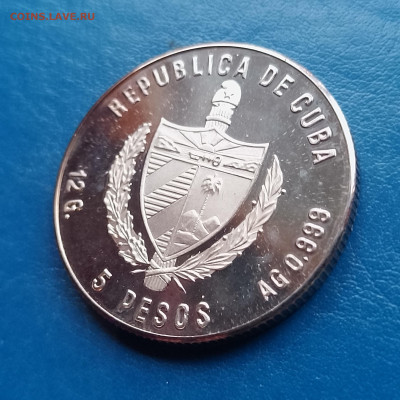 COINS.LAVE.RU
REPUBLICA DE CUBA
12 G.
AG 0.999
5 PESOS